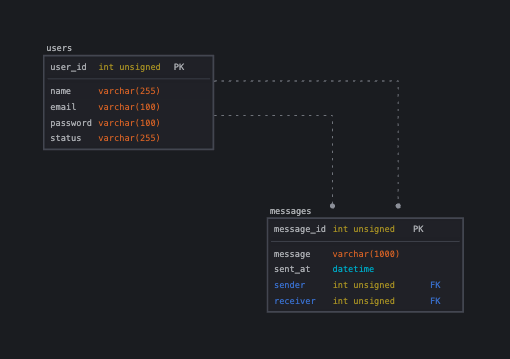 users
user_id int unsigned PK
name varchar(255)
email varchar(100)
password varchar(100)
status varchar(255)
messages
message_id int unsigned PK
message varchar(1000)
sent_at datetime
sender int unsigned FK
receiver int unsigned FK